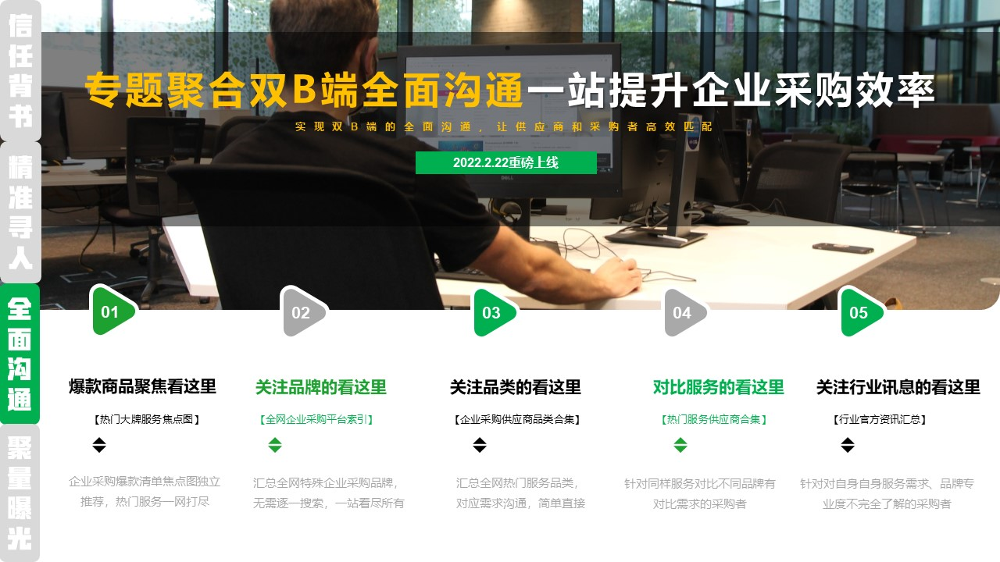 信任背书
精准寻人
全面沟通
聚量曝光
专题聚合双B端全面沟通一站提升企业采购效率
实现双B端的全面沟通，让供应商和采购者高效匹配
2022.2.22重磅上线
01
02
03
04
05
爆款商品聚焦看这里
关注品牌的看这里
关注品类的看这里
对比服务的看这里
关注行业讯息的看这里
【热门大牌服务焦点图】
【全网企业采购平台索引】
【企业采购供应商品类合集】
【热门服务供应商合集】
【行业官方资讯汇总】
企业采购爆款清单焦点图独立
推荐，热门服务一网打尽
汇总全网特殊企业采购品牌，
无需逐一搜索，一站看尽所有
汇总全网热门服务品类，
对应需求沟通，简单直接
针对同样服务对比不同品牌有
对比需求的采购者
针对对自身自身服务需求、品牌专
业度不完全了解的采购者